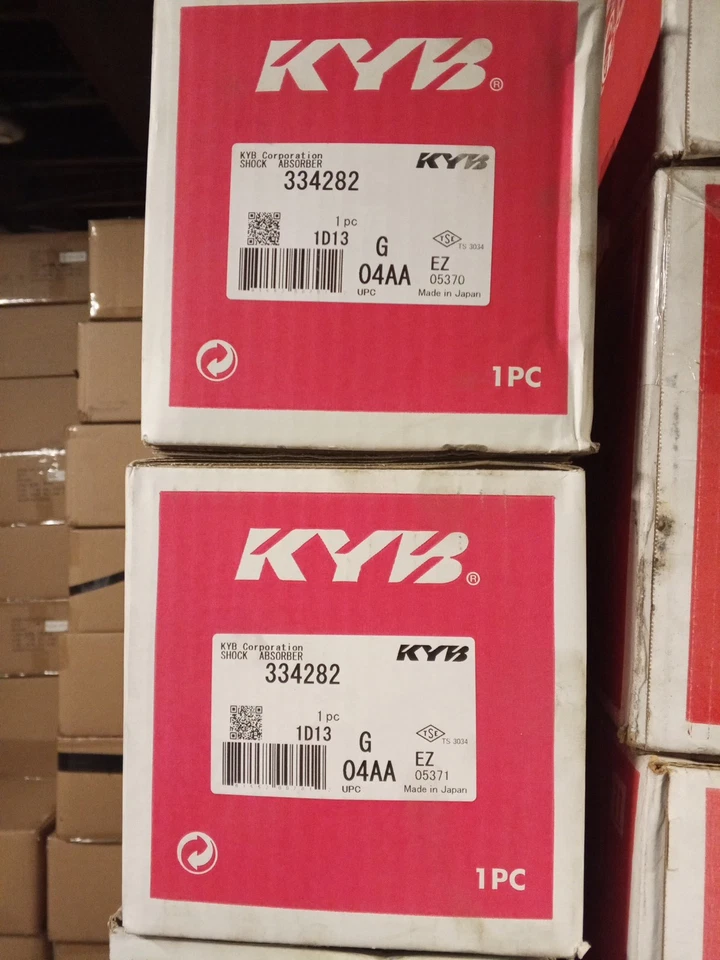 KYB®
KYB Corporation KYB
SHOCK ABSORBER
334282
1 pc
1D13 G TSE TS 3034
04AA EZ
05370
UPC Made in Japan
1PC
KYB®
KYB Corporation KYB
SHOCK ABSORBER
334282
1 pc
1D13 G TSE TS 3034
04AA EZ
05371
UPC Made in Japan
1PC